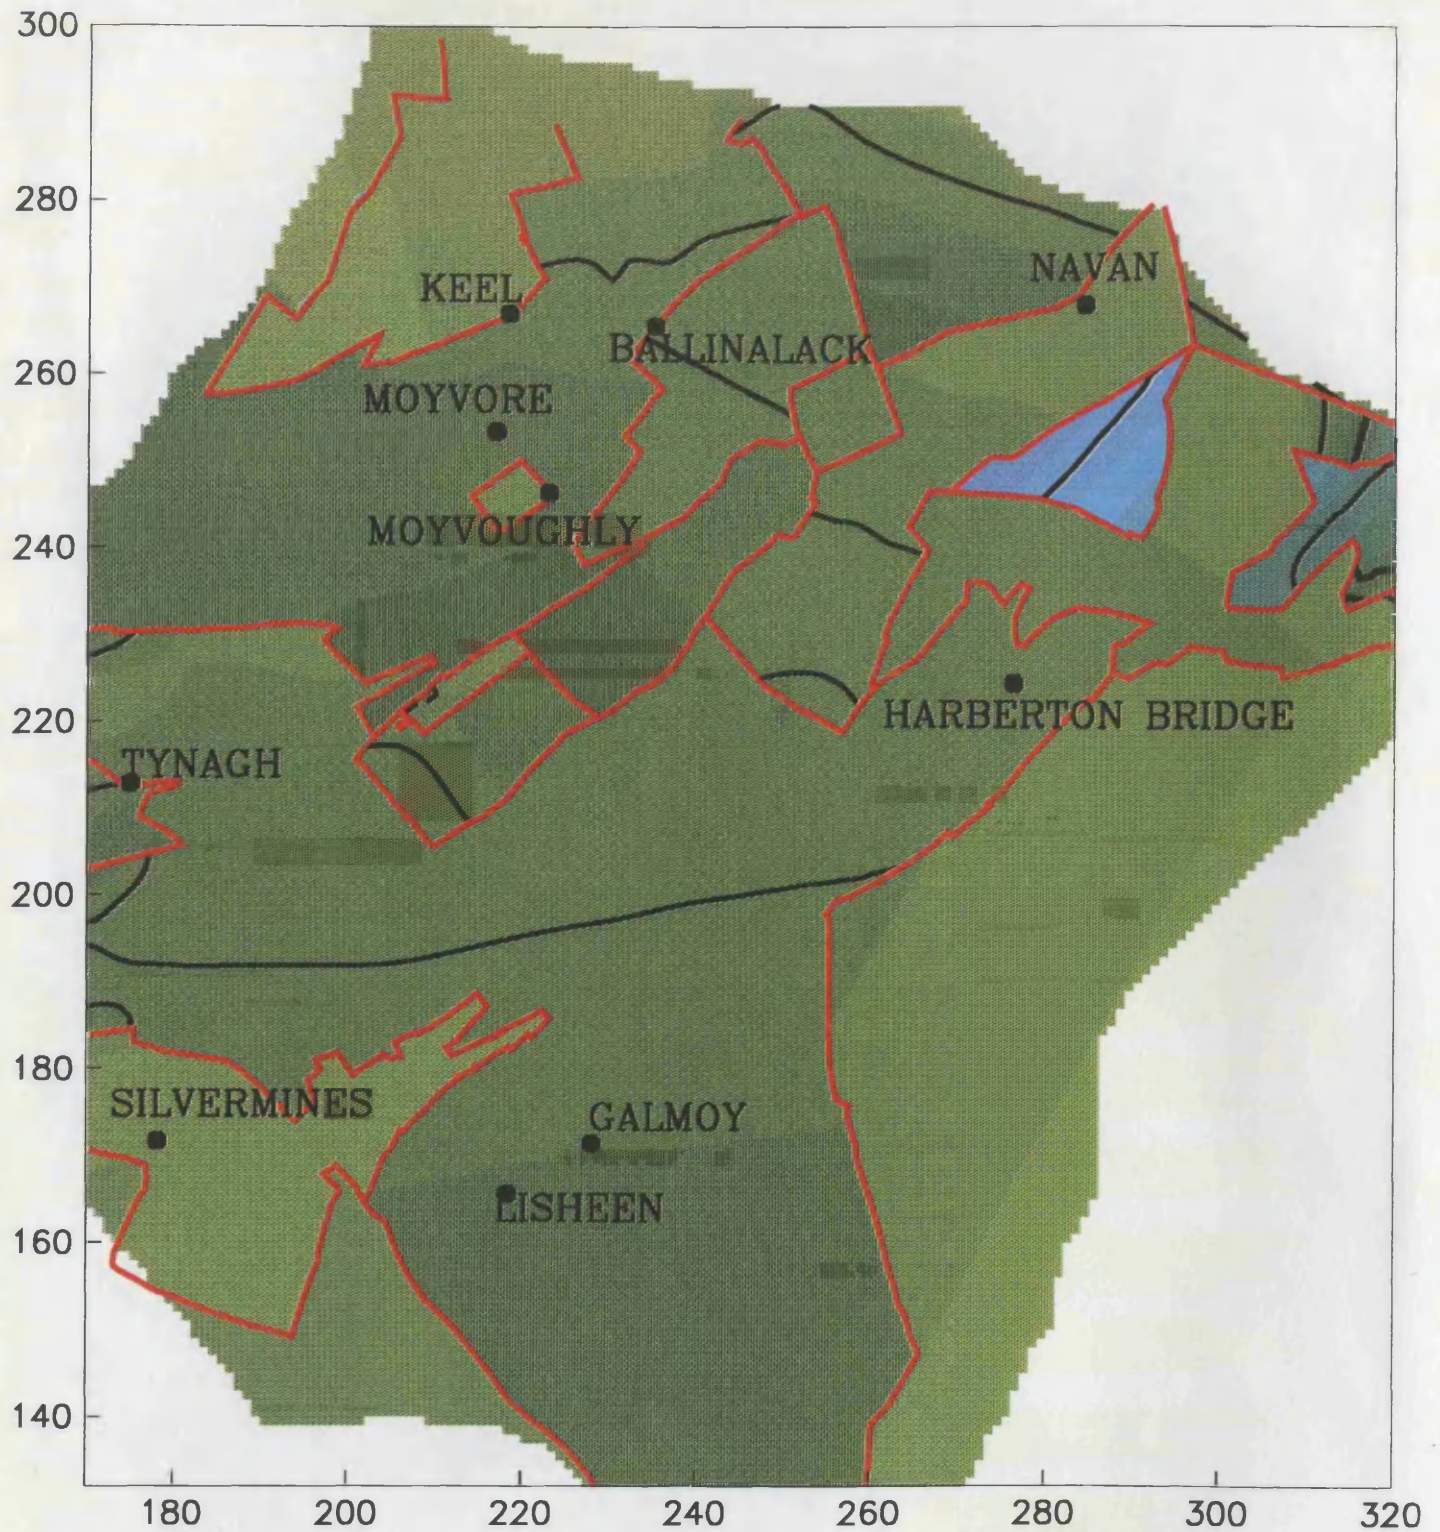 300
280
260
240
220
200
180
160
140
NAVAN
KEEL
BALLINALACK
MOYVORE
MOYVOUGHLY
HARBERTON BRIDGE
TYNAGH
SILVERMINES
GALMOY
LISHEEN
180 200 220 240 260 280 300 320